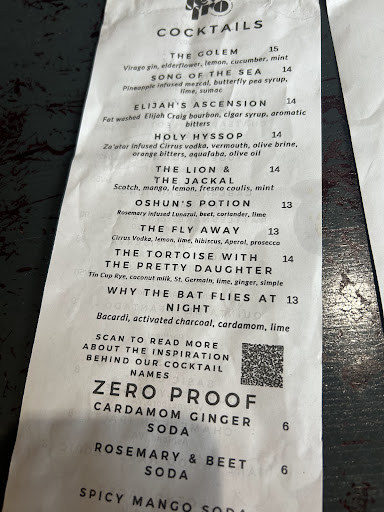 COCKTAILS
THE GOLEM 15
Virago gin, elderflower, lemon, cucumber, mint
SONG OF THE SEA 14
Pineapple infused mezcal, butterfly pea syrup,
lime, sumac
ELIJAH'S ASCENSION 14
Fat washed Elijah Craig bourbon, cigar syrup, aromatic
bitters
HOLY HYSSOP 14
Za'atar infused Cirrus vodka, vermouth, olive brine,
orange bitters, aquafaba, olive oil
THE LION & 14
THE JACKAL
Scotch, mango, lemon, fresno coulis, mint
OSHUN'S POTION 13
Rosemary infused Lunazul, beet, coriander, lime
THE FLY AWAY 13
Cirrus Vodka, lemon, lime, hibiscus, Aperol, prosecco
THE TORTOISE WITH 14
THE PRETTY DAUGHTER
Tin Cup Rye, coconut milk, St. Germain, lime, ginger, simple
WHY THE BAT FLIES AT 13
NIGHT
Bacardi, activated charcoal, cardamom, lime
SCAN TO READ MORE
ABOUT THE INSPIRATION
BEHIND OUR COCKTAIL
NAMES
ZERO PROOF
CARDAMOM GINGER 6
SODA
ROSEMARY & BEET 6
SODA
SPICY MANGO SODA